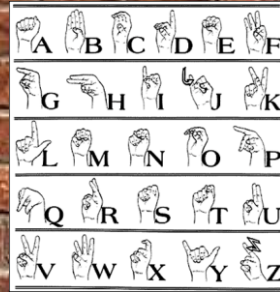 A B C D E F
G H I J K
L M N O P
Q R S T U
V W X Y Z